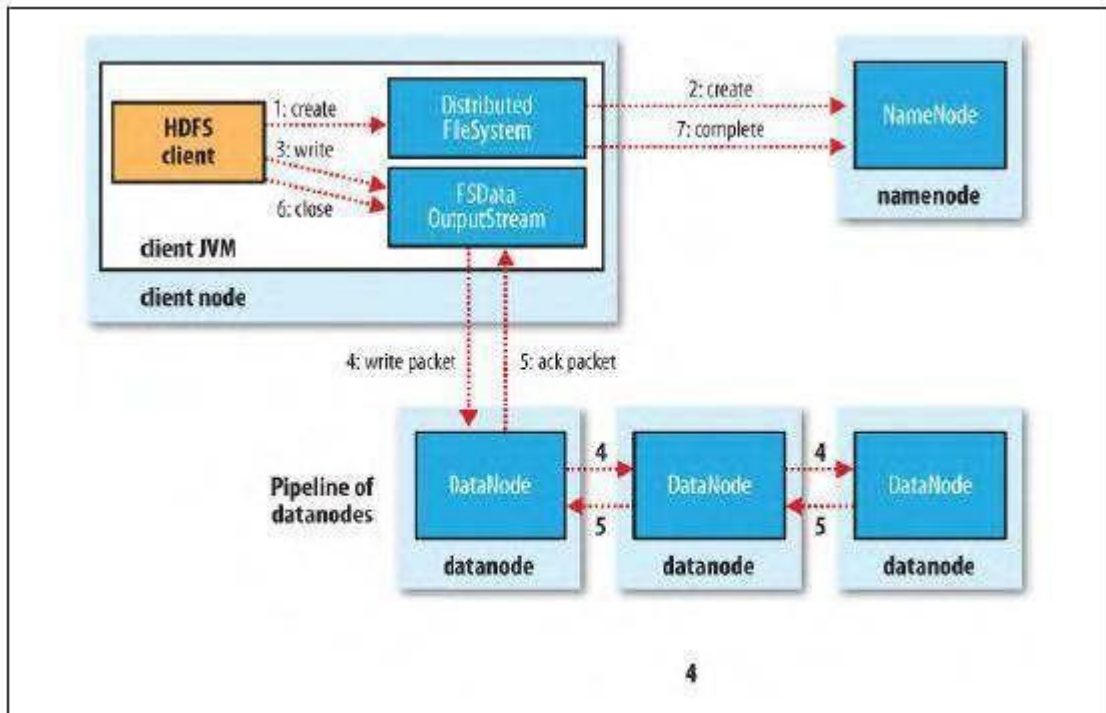 1: create
Distributed
FileSystem
2: create
NameNode
HDFS
client
3: write
7: complete
namenode
6: close
FSData
OutputStream
client JVM
client node
4: write packet
5: ack packet
Pipeline of
datanodes
DataNode
4
DataNode
4
DataNode
5
5
datanode
datanode
datanode
4